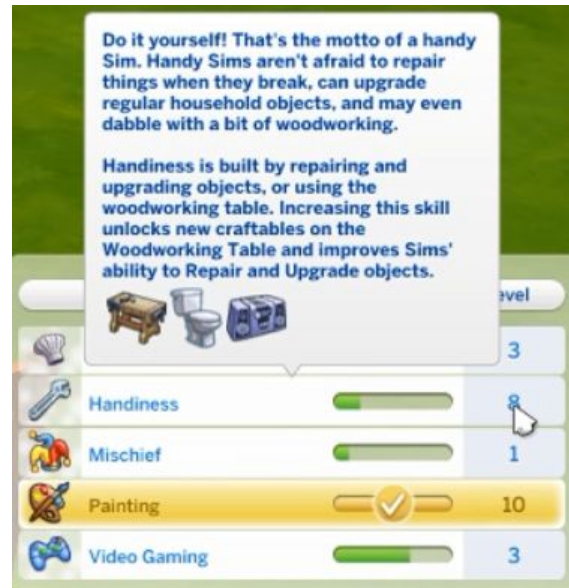 Do it yourself! That's the motto of a handy
Sim. Handy Sims aren't afraid to repair
things when they break, can upgrade
regular household objects, and may even
dabble with a bit of woodworking.
Handiness is built by repairing and
upgrading objects, or using the
woodworking table. Increasing this skill
unlocks new craftables on the
Woodworking Table and improves Sims'
ability to Repair and Upgrade objects.
3
Handiness 8
Mischief 1
Painting 10
Video Gaming 3